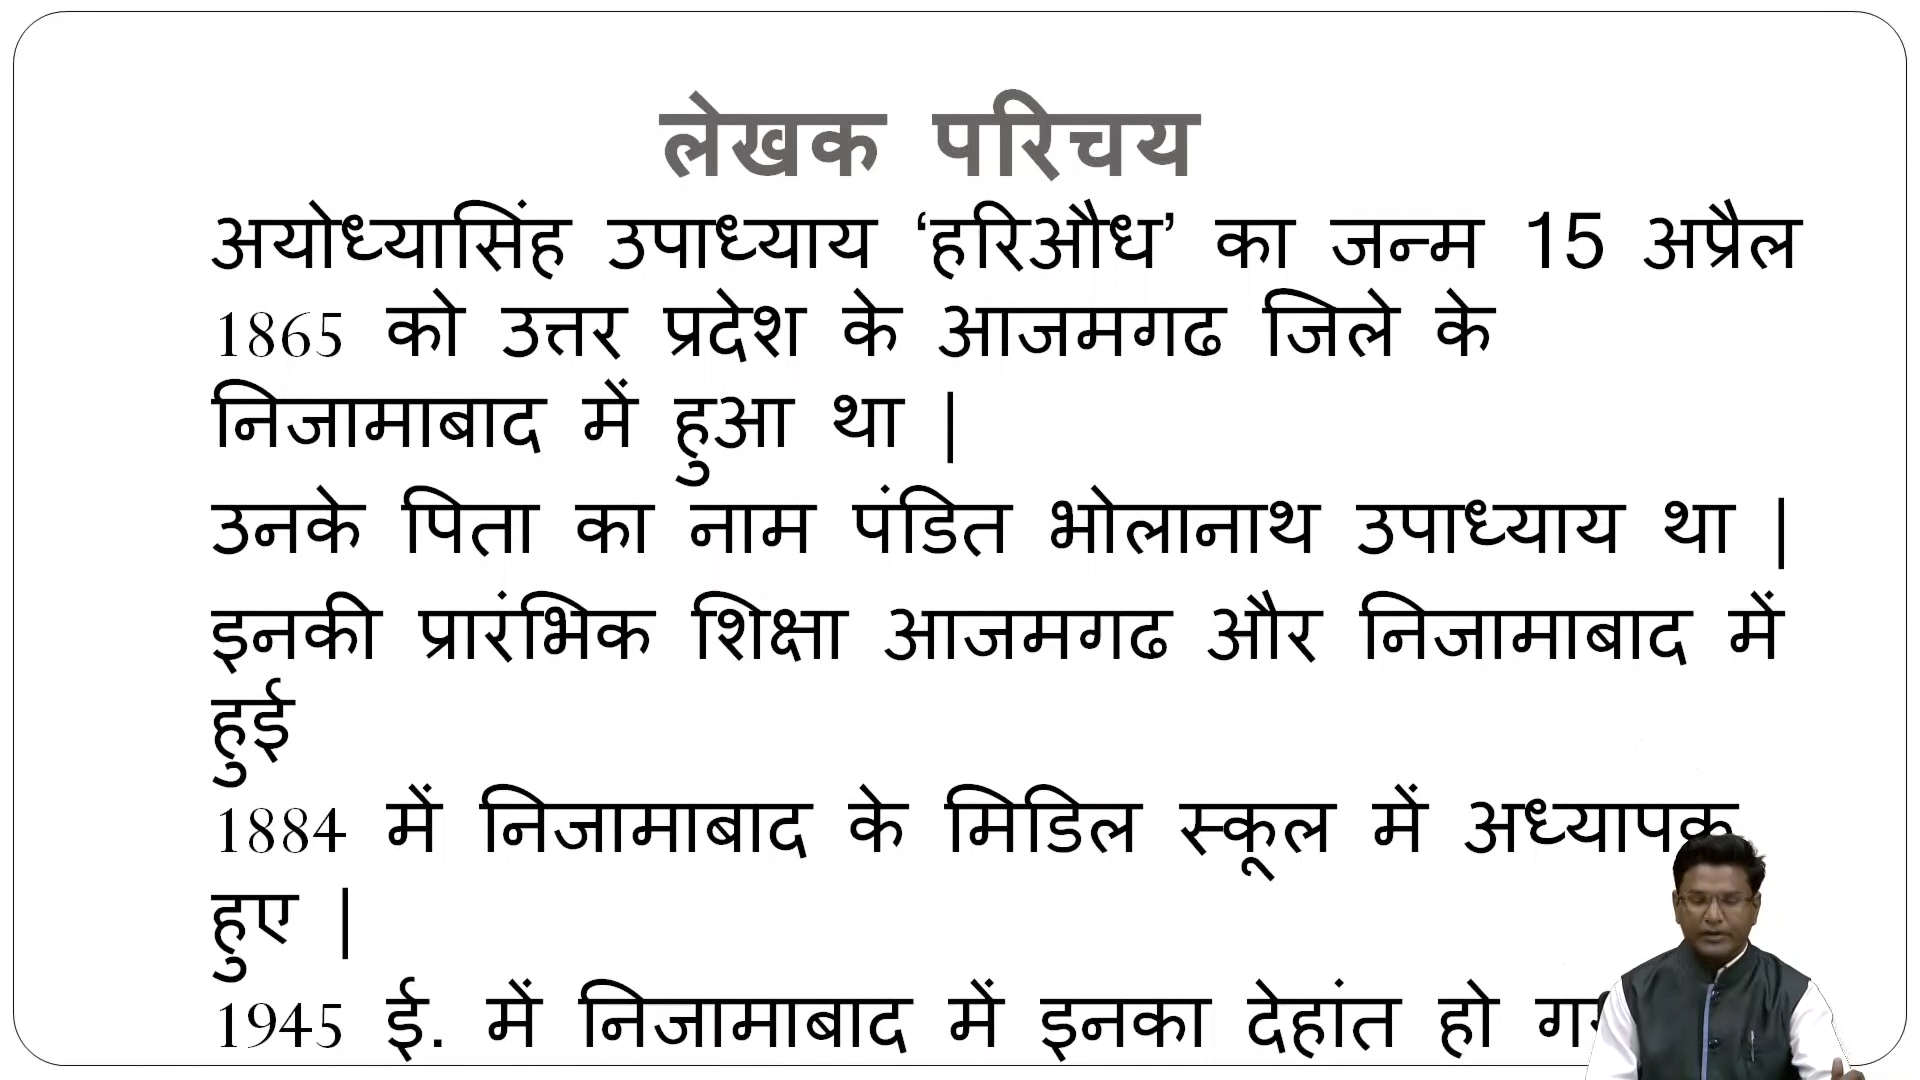 लेखक परिचय
अयोध्यासिंह उपाध्याय ‘हरिऔध’ का जन्म 15 अप्रैल
1865 को उत्तर प्रदेश के आजमगढ जिले के
निजामाबाद में हुआ था |
उनके पिता का नाम पंडित भोलानाथ उपाध्याय था |
इनकी प्रारंभिक शिक्षा आजमगढ और निजामाबाद में
हुई
1884 में निजामाबाद के मिडिल स्कूल में अध्यापक
हुए |
1945 ई. में निजामाबाद में इनका देहांत हो